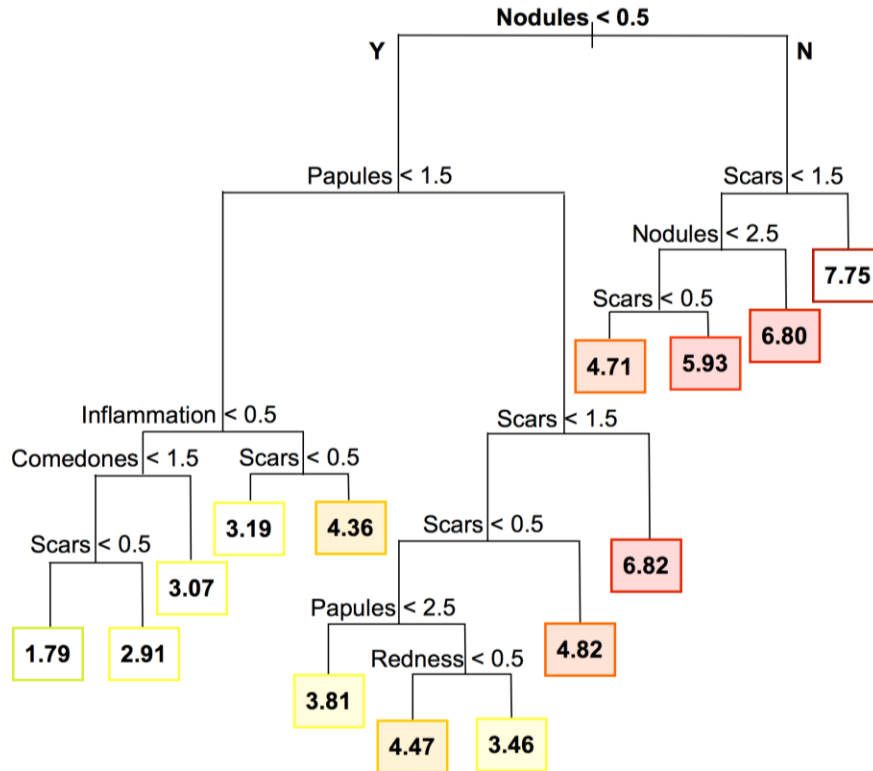 Nodules < 0.5
Y
N
Papules < 1.5
Scars < 1.5
Nodules < 2.5
7.75
Scars < 0.5
6.80
4.71
5.93
Inflammation < 0.5
Scars < 1.5
Comedones < 1.5
Scars < 0.5
3.19
4.36
Scars < 0.5
Scars < 0.5
6.82
3.07
Papules < 2.5
1.79
2.91
4.82
Redness < 0.5
3.81
4.47
3.46